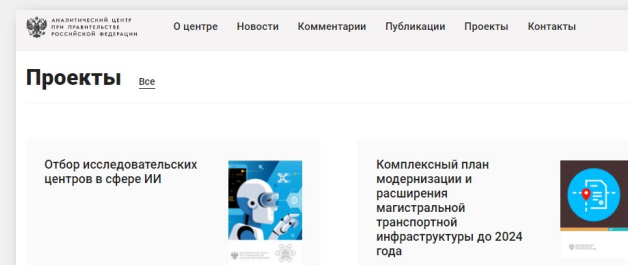 АНАЛИТИЧЕСКИЙ ЦЕНТР
ПРИ ПРАВИТЕЛЬСТВЕ
РОССИЙСКОЙ ФЕДЕРАЦИИ
О центре Новости Комментарии Публикации Проекты Контакты
Проекты Все
Отбор исследовательских
центров в сфере ИИ
Комплексный план
модернизации и
расширения
магистральной
транспортной
инфраструктуры до 2024
года